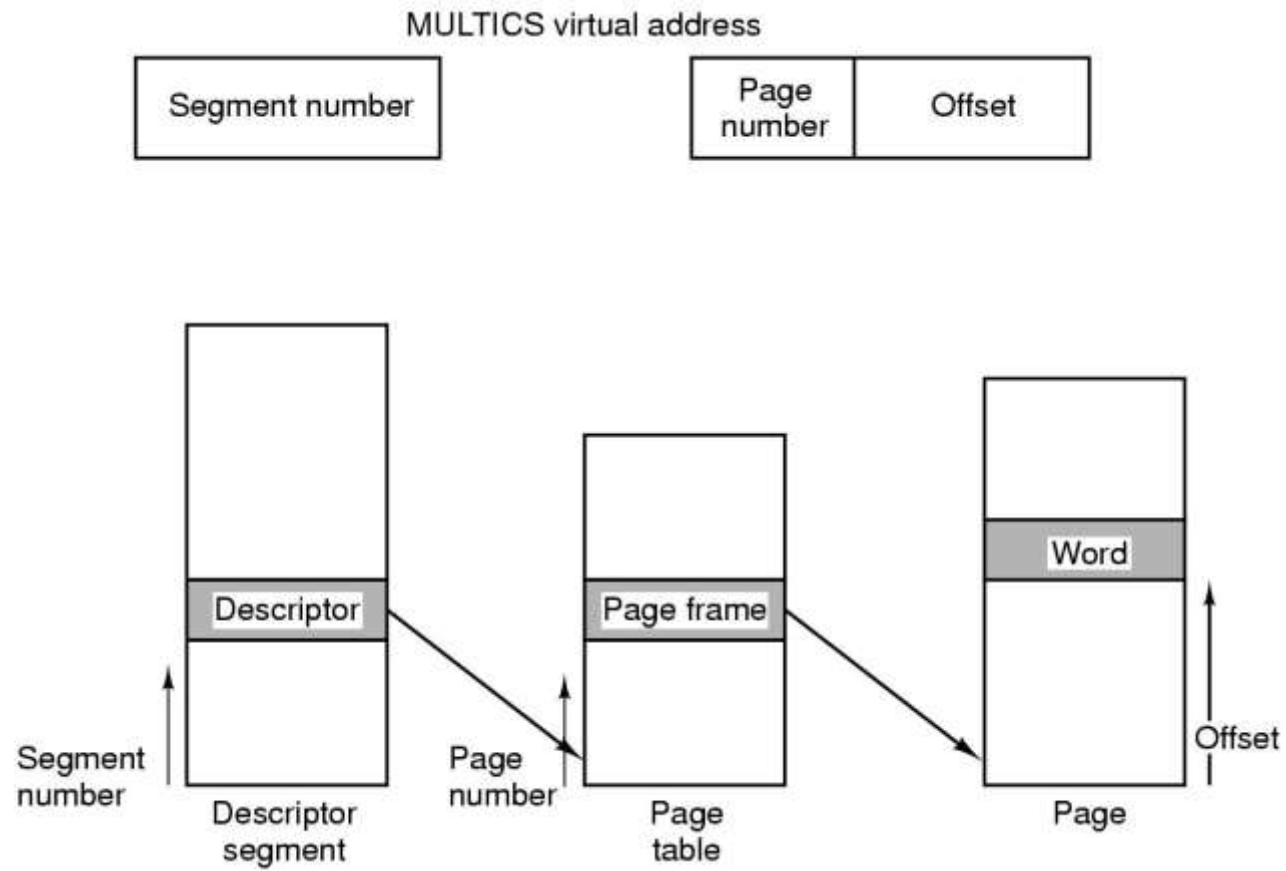 MULTICS virtual address
Segment number
Page
number
Offset
Descriptor
Page frame
Word
Segment
number
Page
number
Offset
Descriptor
segment
Page
table
Page